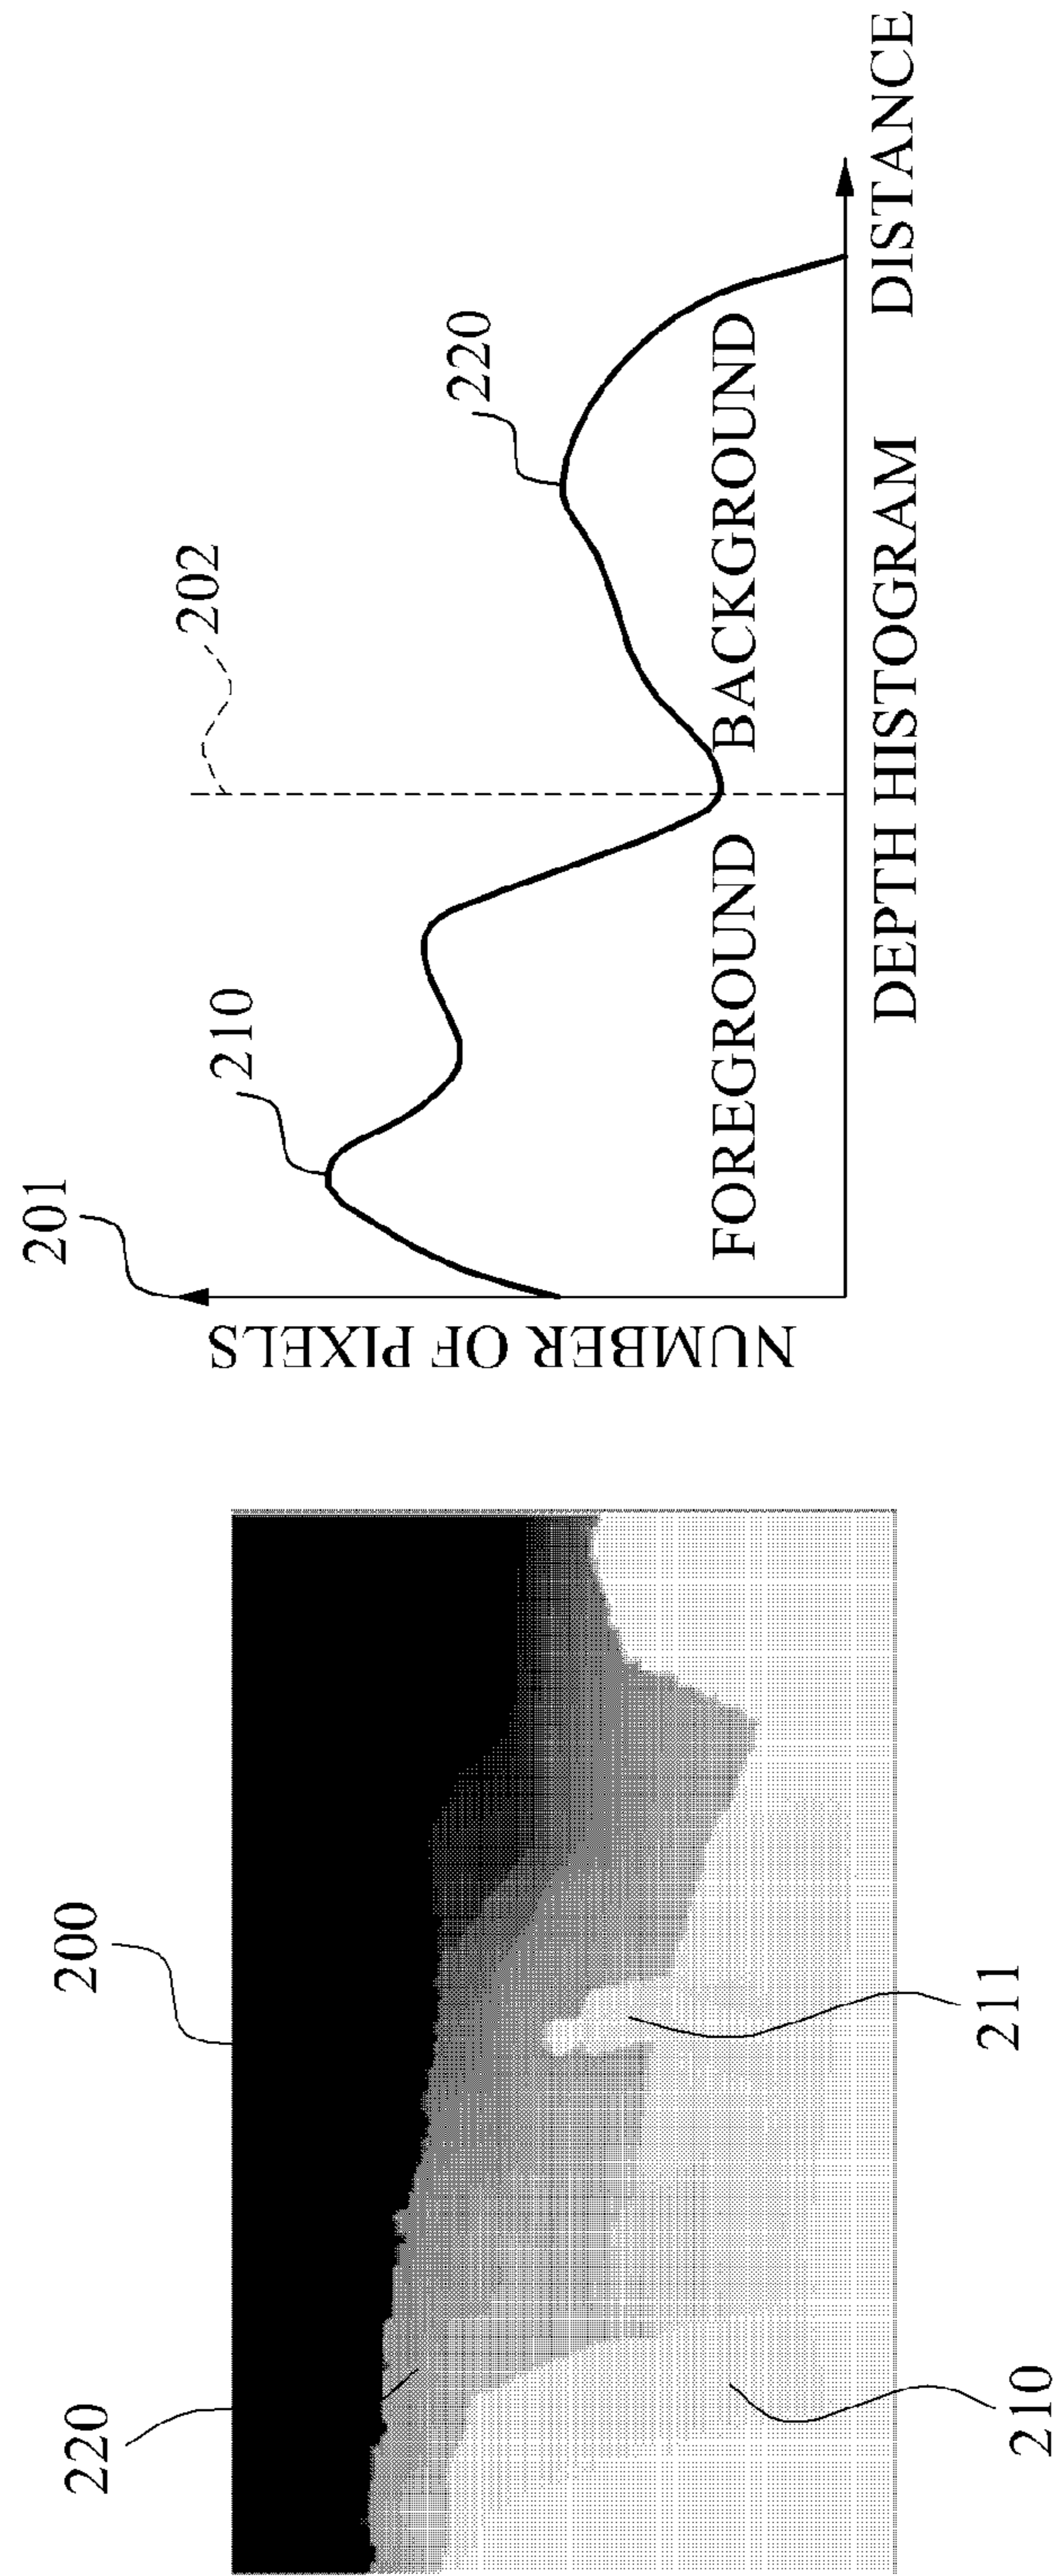 220
200
210
211
201
NUMBER OF PIXELS
210
202
220
FOREGROUND
BACKGROUND
DISTANCE
DEPTH HISTOGRAM